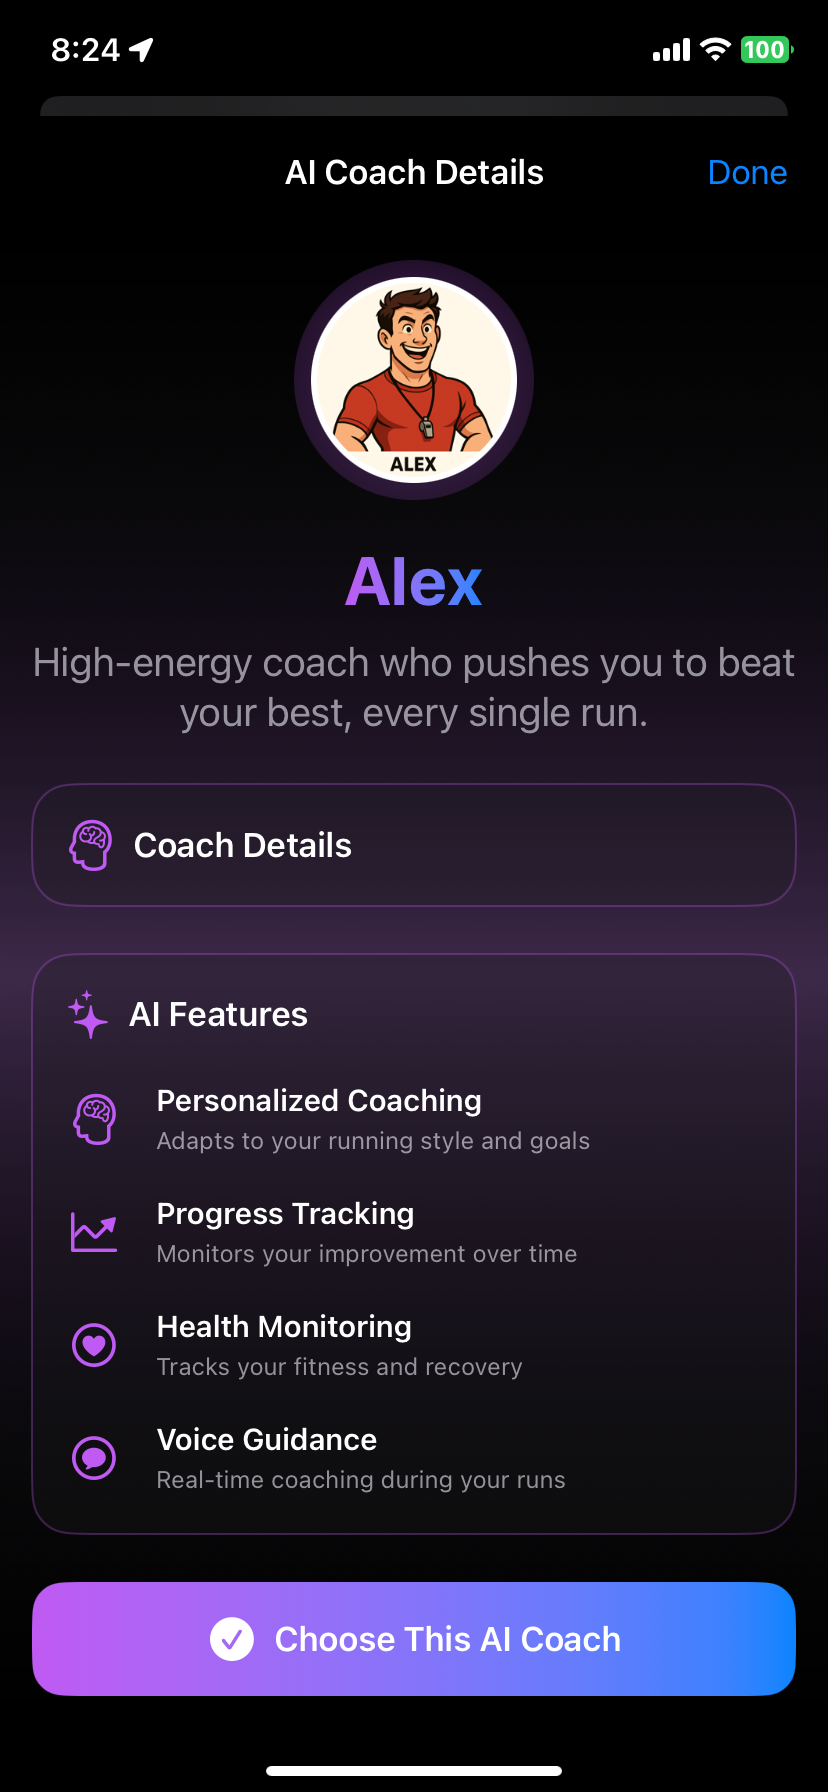 8:24
100
AI Coach Details
Done
ALEX
Alex
High-energy coach who pushes you to beat
your best, every single run.
Coach Details
AI Features
Personalized Coaching
Adapts to your running style and goals
Progress Tracking
Monitors your improvement over time
Health Monitoring
Tracks your fitness and recovery
Voice Guidance
Real-time coaching during your runs
Choose This AI Coach